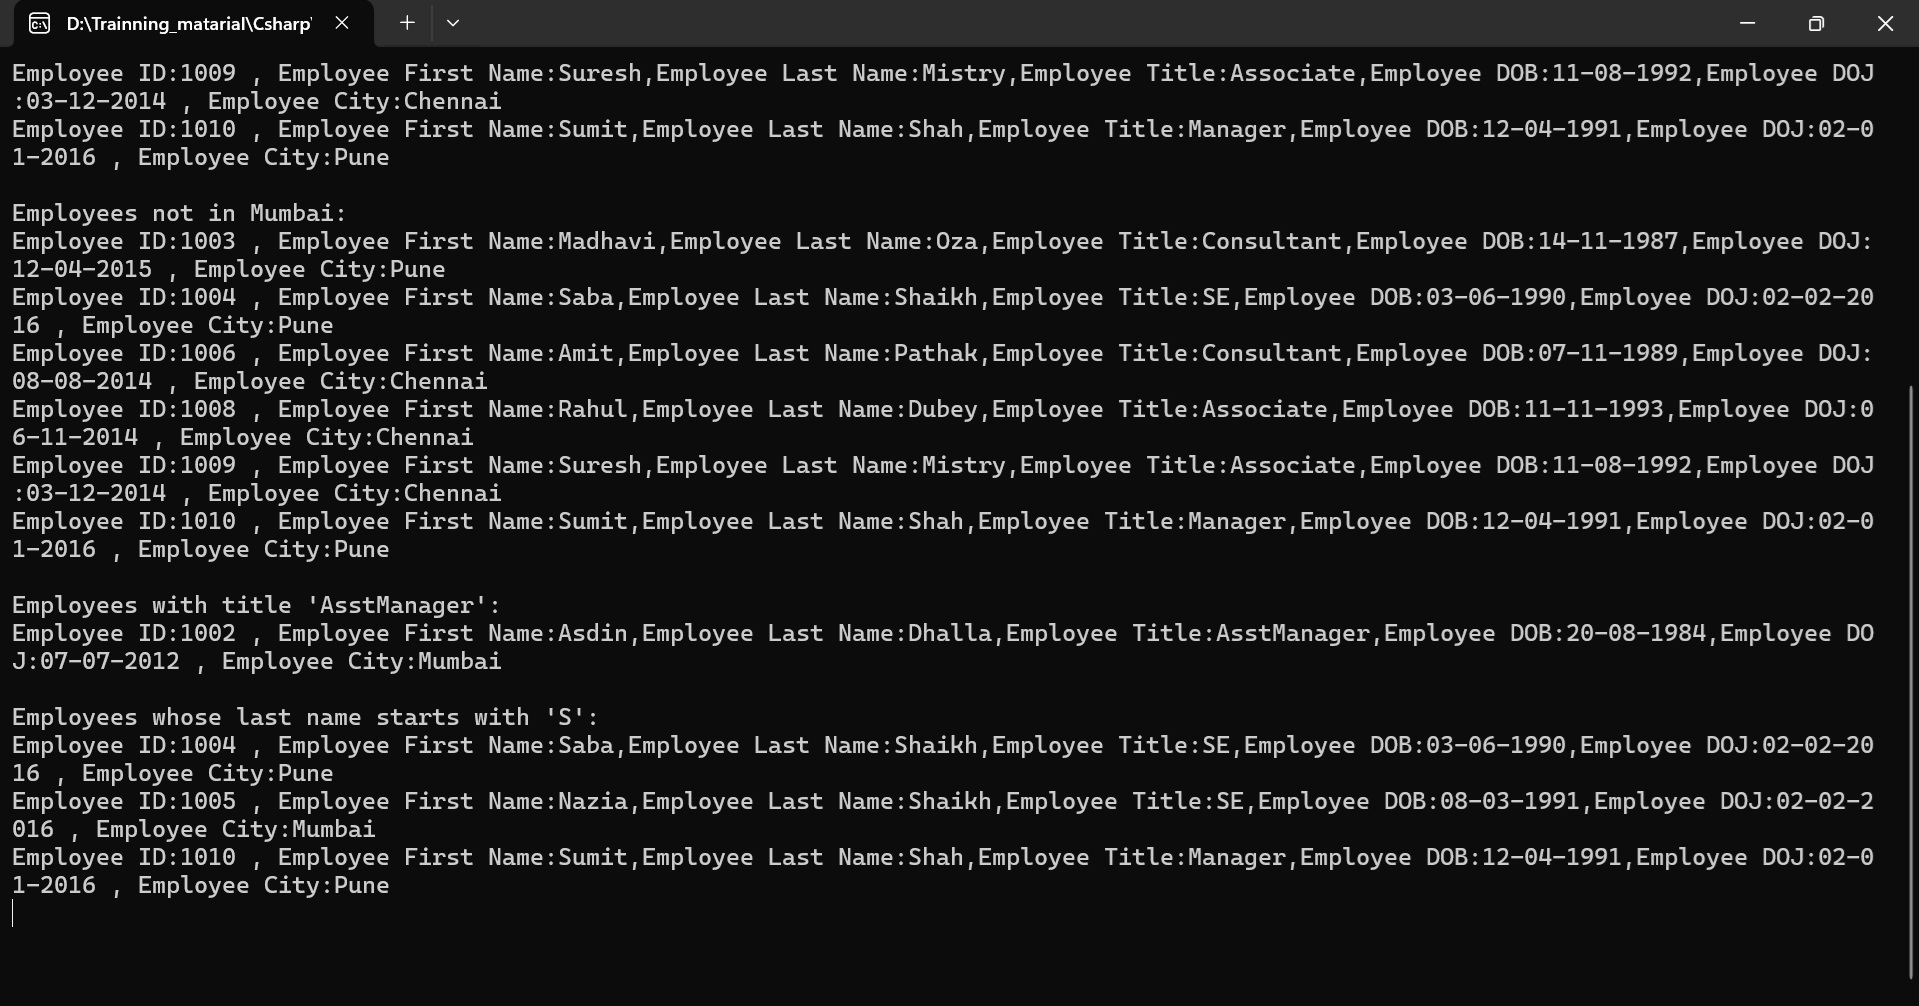 D:\Trainning_matarial\Csharp\
Employee ID:1009 , Employee First Name:Suresh,Employee Last Name:Mistry,Employee Title:Associate,Employee DOB:11-08-1992,Employee DOJ
:03-12-2014 , Employee City:Chennai
Employee ID:1010 , Employee First Name:Sumit,Employee Last Name:Shah,Employee Title:Manager,Employee DOB:12-04-1991,Employee DOJ:02-0
1-2016 , Employee City:Pune
Employees not in Mumbai:
Employee ID:1003 , Employee First Name:Madhavi,Employee Last Name:Oza,Employee Title:Consultant,Employee DOB:14-11-1987,Employee DOJ:
12-04-2015 , Employee City:Pune
Employee ID:1004 , Employee First Name:Saba,Employee Last Name:Shaikh,Employee Title:SE,Employee DOB:03-06-1990,Employee DOJ:02-02-20
16 , Employee City:Pune
Employee ID:1006 , Employee First Name:Amit,Employee Last Name:Pathak,Employee Title:Consultant,Employee DOB:07-11-1989,Employee DOJ:
08-08-2014 , Employee City:Chennai
Employee ID:1008 , Employee First Name:Rahul,Employee Last Name:Dubey,Employee Title:Associate,Employee DOB:11-11-1993,Employee DOJ:0
6-11-2014 , Employee City:Chennai
Employee ID:1009 , Employee First Name:Suresh,Employee Last Name:Mistry,Employee Title:Associate,Employee DOB:11-08-1992,Employee DOJ
:03-12-2014 , Employee City:Chennai
Employee ID:1010 , Employee First Name:Sumit,Employee Last Name:Shah,Employee Title:Manager,Employee DOB:12-04-1991,Employee DOJ:02-0
1-2016 , Employee City:Pune
Employees with title 'AsstManager':
Employee ID:1002 , Employee First Name:Asdin,Employee Last Name:Dhalla,Employee Title:AsstManager,Employee DOB:20-08-1984,Employee DO
J:07-07-2012 , Employee City:Mumbai
Employees whose last name starts with 'S':
Employee ID:1004 , Employee First Name:Saba,Employee Last Name:Shaikh,Employee Title:SE,Employee DOB:03-06-1990,Employee DOJ:02-02-20
16 , Employee City:Pune
Employee ID:1005 , Employee First Name:Nazia,Employee Last Name:Shaikh,Employee Title:SE,Employee DOB:08-03-1991,Employee DOJ:02-02-2
016 , Employee City:Mumbai
Employee ID:1010 , Employee First Name:Sumit,Employee Last Name:Shah,Employee Title:Manager,Employee DOB:12-04-1991,Employee DOJ:02-0
1-2016 , Employee City:Pune